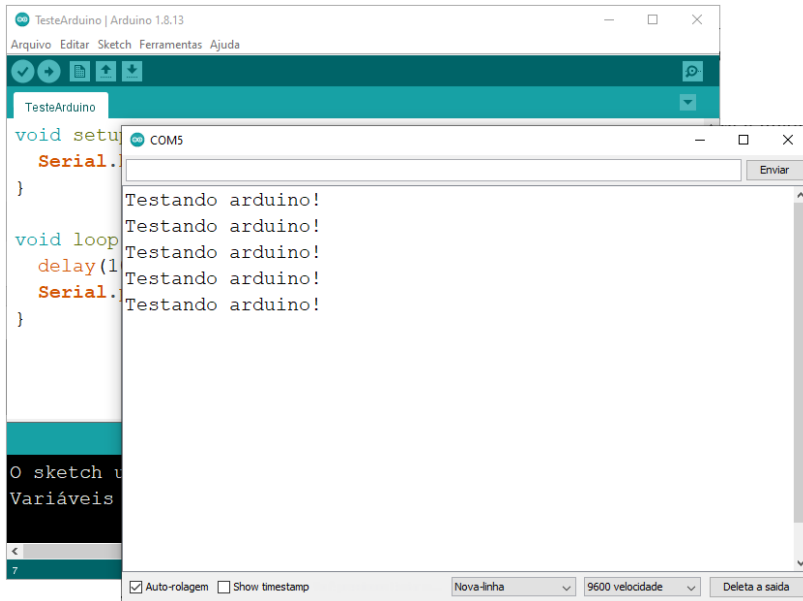 TesteArduino | Arduino 1.8.13
Arquivo Editar Sketch Ferramentas Ajuda
TesteArduino
void setu
Serial.
}
void loop
delay(1
Serial.
}
O sketch u
Variáveis
7
COM5
Enviar
Testando arduino!
Testando arduino!
Testando arduino!
Testando arduino!
Testando arduino!
Auto-rolagem Show timestamp Nova-linha 9600 velocidade Deleta a saida